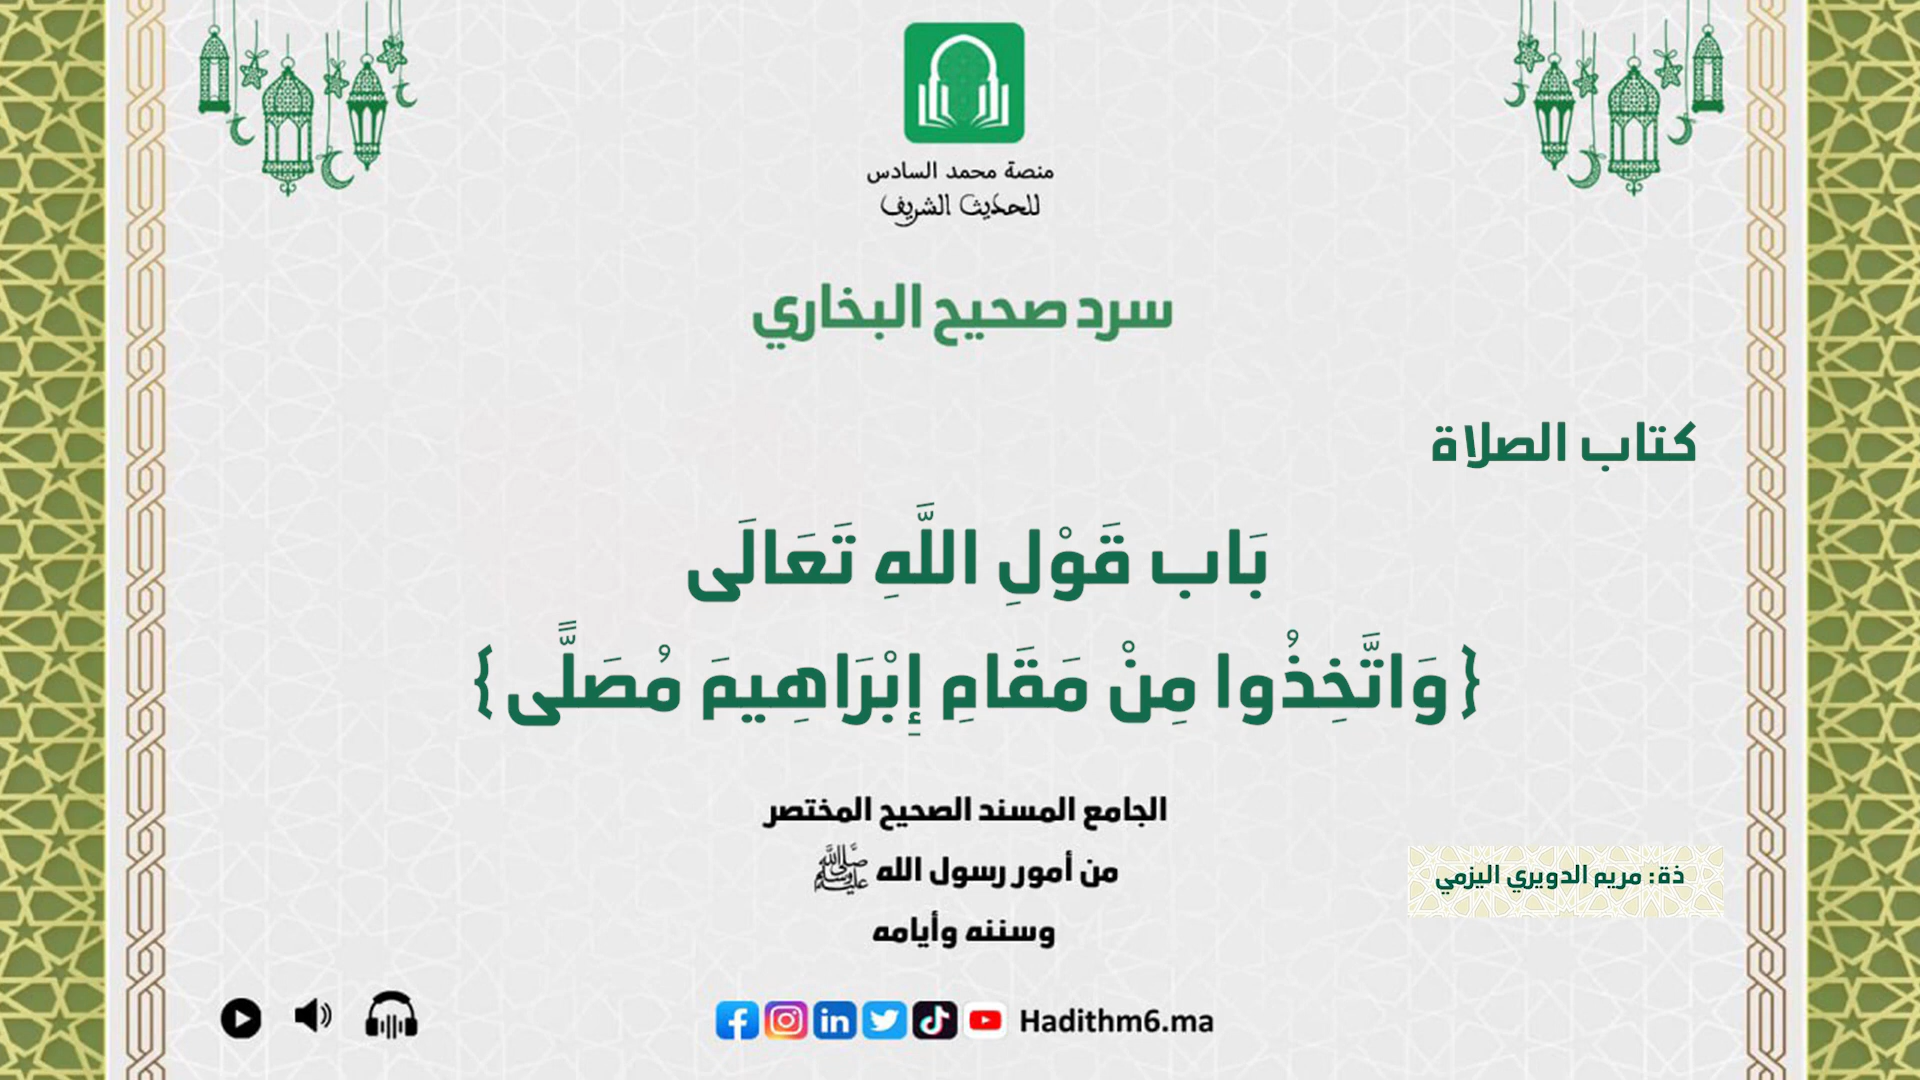 منصة محمد السادس
للحديث الشريف
سرد صحيح البخاري
كتاب الصلاة
بَاب قَوْلِ اللَّهِ تَعَالَى
{وَاتَّخِذُوا مِنْ مَقَامِ إِبْرَاهِيمَ مُصَلًّى}
الجامع المسند الصحيح المختصر
من أمور رسول الله ﷺ
وسننه وأيامه
ذة: مريم الدويري اليزمي
Hadithm6.ma